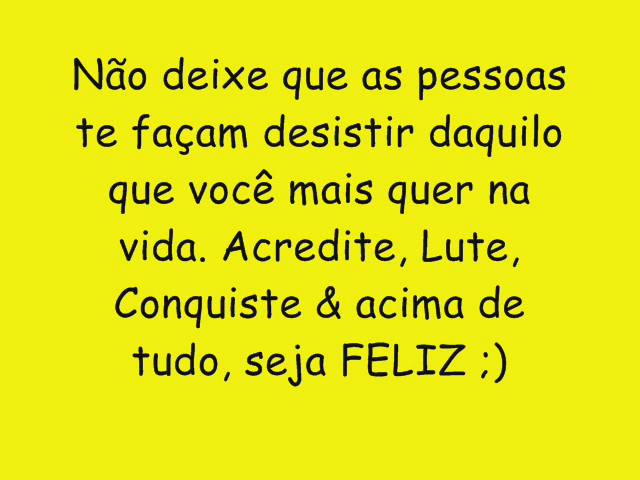 Não deixe que as pessoas
te façam desistir daquilo
que você mais quer na
vida. Acredite, Lute,
Conquiste & acima de
tudo, seja FELIZ ;)